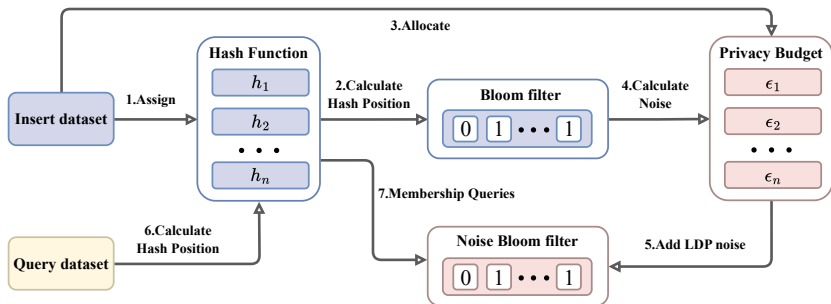 3.Allocate
Hash Function
Privacy Budget
h₁
2.Calculate
Hash Position
4.Calculate
Noise
ϵ₁
1.Assign
Bloom filter
Insert dataset
h₂
0 1 • • • 1
ϵ₂
• • •
• • •
hₙ
ϵₙ
7.Membership Queries
6.Calculate
Hash Position
Noise Bloom filter
5.Add LDP noise
Query dataset
0 1 • • • 1